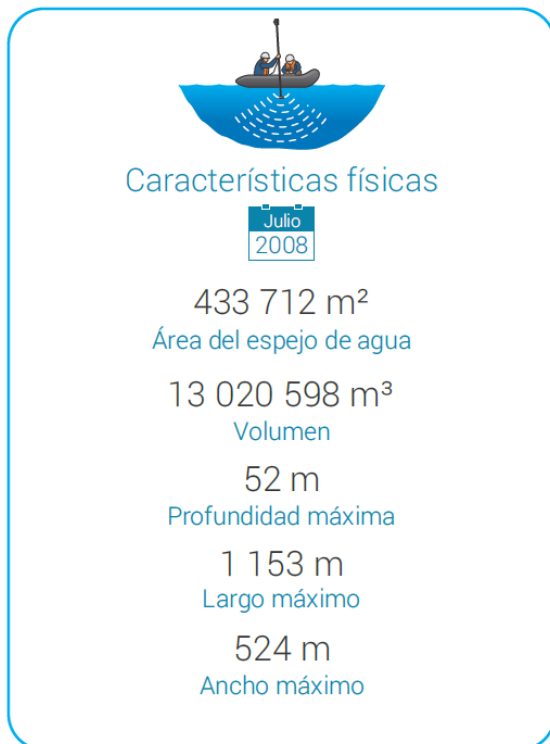 Características físicas
Julio
2008
433 712 m²
Área del espejo de agua
13 020 598 m³
Volumen
52 m
Profundidad máxima
1 153 m
Largo máximo
524 m
Ancho máximo